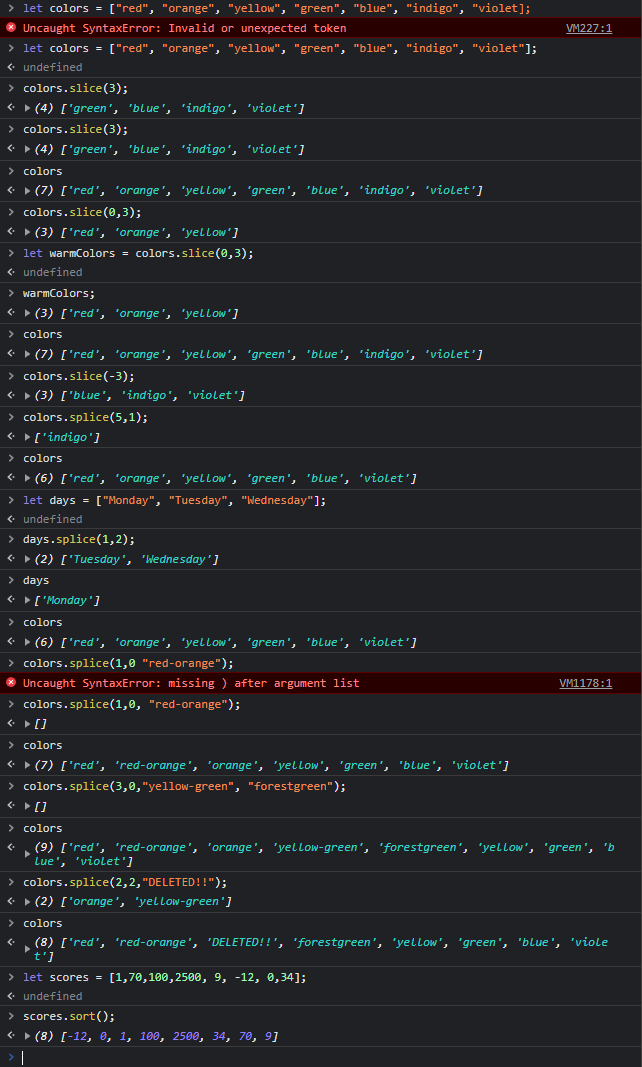 let colors = ["red", "orange", "yellow", "green", "blue", "indigo", "violet];
Uncaught SyntaxError: Invalid or unexpected token VM227:1
let colors = ["red", "orange", "yellow", "green", "blue", "indigo", "violet"];
undefined
colors.slice(3);
(4) ['green', 'blue', 'indigo', 'violet']
colors.slice(3);
(4) ['green', 'blue', 'indigo', 'violet']
colors
(7) ['red', 'orange', 'yellow', 'green', 'blue', 'indigo', 'violet']
colors.slice(0,3);
(3) ['red', 'orange', 'yellow']
let warmColors = colors.slice(0,3);
undefined
warmColors;
(3) ['red', 'orange', 'yellow']
colors
(7) ['red', 'orange', 'yellow', 'green', 'blue', 'indigo', 'violet']
colors.slice(-3);
(3) ['blue', 'indigo', 'violet']
colors.splice(5,1);
['indigo']
colors
(6) ['red', 'orange', 'yellow', 'green', 'blue', 'violet']
let days = ["Monday", "Tuesday", "Wednesday"];
undefined
days.splice(1,2);
(2) ['Tuesday', 'Wednesday']
days
['Monday']
colors
(6) ['red', 'orange', 'yellow', 'green', 'blue', 'violet']
colors.splice(1,0 "red-orange");
Uncaught SyntaxError: missing ) after argument list VM1178:1
colors.splice(1,0, "red-orange");
[]
colors
(7) ['red', 'red-orange', 'orange', 'yellow', 'green', 'blue', 'violet']
colors.splice(3,0,"yellow-green", "forestgreen");
[]
colors
(9) ['red', 'red-orange', 'orange', 'yellow-green', 'forestgreen', 'yellow', 'green', 'b
lue', 'violet']
colors.splice(2,2,"DELETED!!");
(2) ['orange', 'yellow-green']
colors
(8) ['red', 'red-orange', 'DELETED!!', 'forestgreen', 'yellow', 'green', 'blue', 'viole
t']
let scores = [1,70,100,2500, 9, -12, 0,34];
undefined
scores.sort();
(8) [-12, 0, 1, 100, 2500, 34, 70, 9]